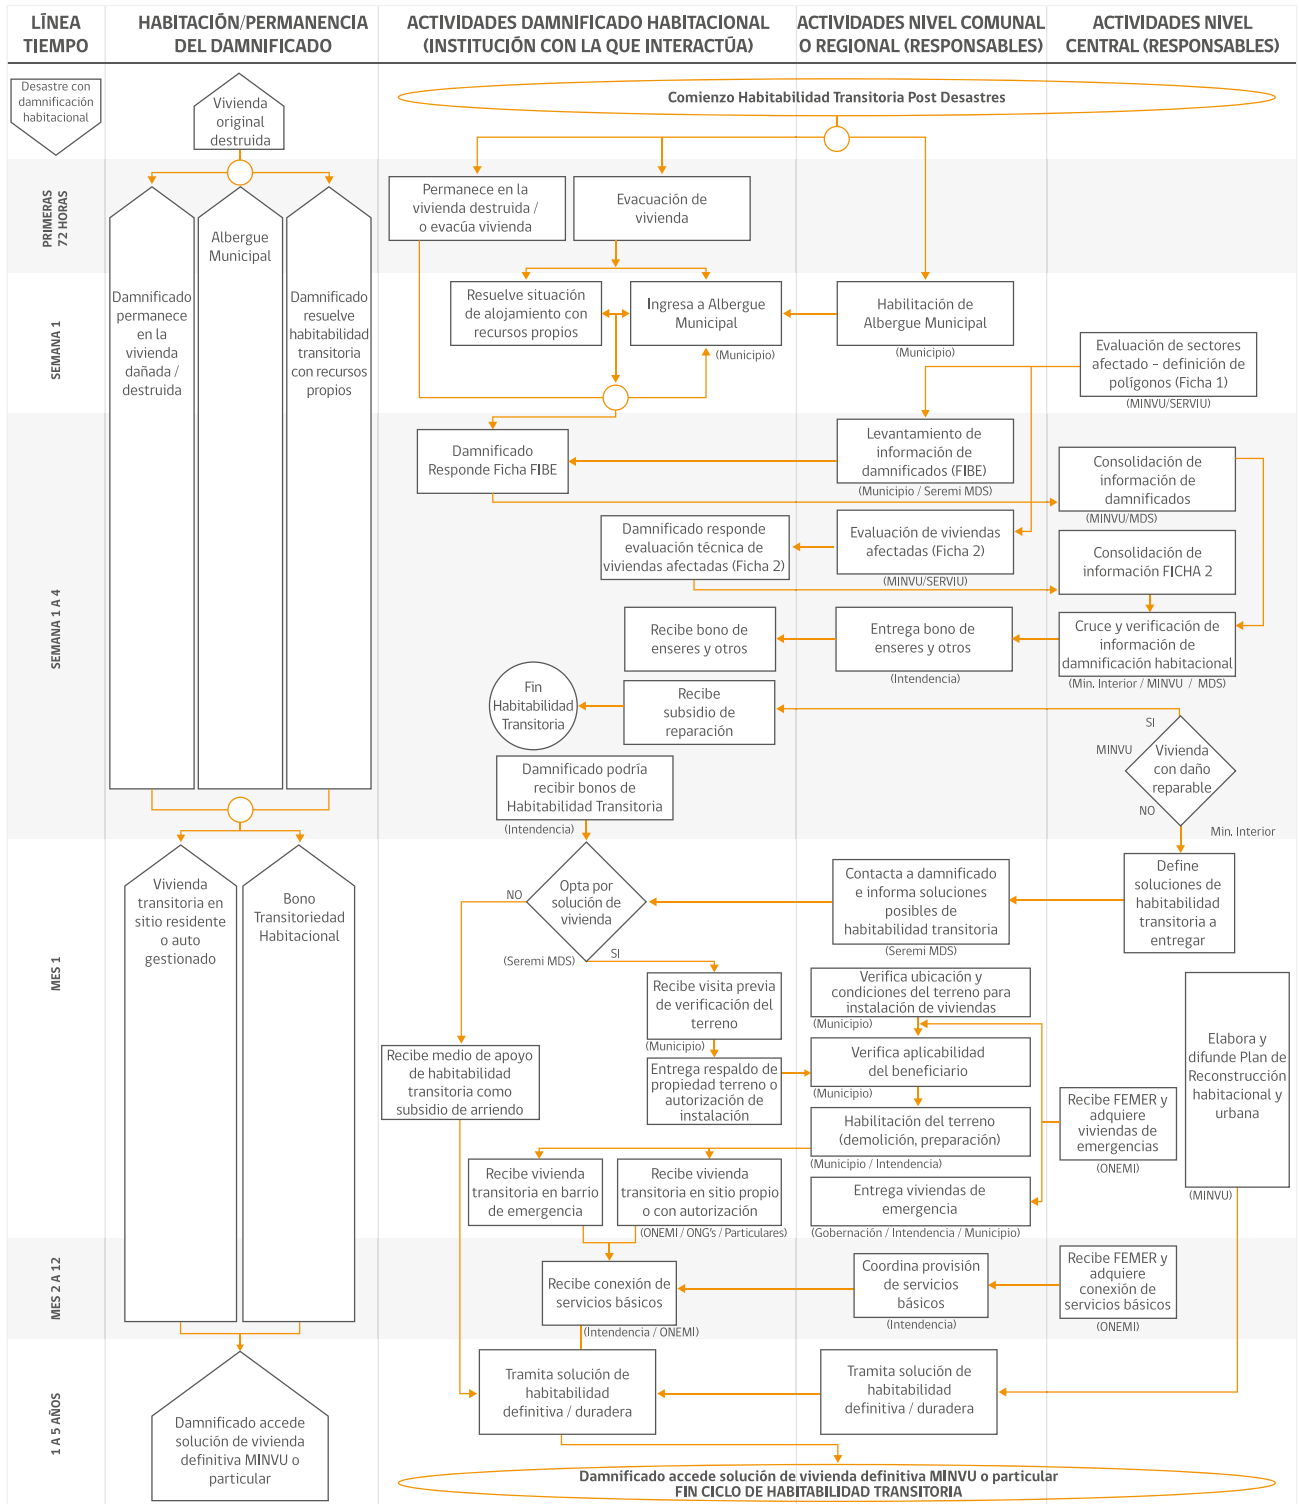 LÍNEA
TIEMPO
HABITACIÓN/PERMANENCIA
DEL DAMNIFICADO
ACTIVIDADES DAMNIFICADO HABITACIONAL
(INSTITUCIÓN CON LA QUE INTERACTÚA)
ACTIVIDADES NIVEL COMUNAL
O REGIONAL (RESPONSABLES)
ACTIVIDADES NIVEL
CENTRAL (RESPONSABLES)
Desastre con
damnificación
habitacional
Vivienda
original
destruida
Comienzo Habitabilidad Transitoria Post Desastres
PRIMERAS
72 HORAS
Permanece en la
vivienda destruida /
o evacúa vivienda
Evacuación de
vivienda
Albergue
Municipal
SEMANA 1
Damnificado
permanece
en la
vivienda
dañada /
destruida
Damnificado
resuelve
habitabilidad
transitoria
con recursos
propios
Resuelve situación
de alojamiento con
recursos propios
Ingresa a Albergue
Municipal
(Municipio)
Habilitación de
Albergue Municipal
(Municipio)
Evaluación de sectores
afectado – definición de
polígonos (Ficha 1)
(MINVU/SERVIU)
SEMANA 1 A 4
Damnificado
Responde Ficha FIBE
Levantamiento de
información de
damnificados (FIBE)
(Municipio / Seremi MDS)
Consolidación de
información de
damnificados
(MINVU/MDS)
Damnificado responde
evaluación técnica de
viviendas afectadas (Ficha 2)
Evaluación de viviendas
afectadas (Ficha 2)
(MINVU/SERVIU)
Consolidación de
información FICHA 2
Recibe bono de
enseres y otros
Entrega bono de
enseres y otros
(Intendencia)
Cruce y verificación de
información de
damnificación habitacional
(Min. Interior / MINVU / MDS)
Fin
Habitabilidad
Transitoria
Recibe
subsidio de
reparación
SI
MINVU
Vivienda
con daño
reparable
NO
Min. Interior
Damnificado podría
recibir bonos de
Habitabilidad Transitoria
(Intendencia)
MES 1
Vivienda
transitoria en
sitio residente
o auto
gestionado
Bono
Transitoriedad
Habitacional
Opta por
solución de
vivienda
NO
SI
(Seremi MDS)
Contacta a damnificado
e informa soluciones
posibles de
habitabilidad transitoria
(Seremi MDS)
Define
soluciones de
habitabilidad
transitoria a
entregar
Recibe visita previa
de verificación del
terreno
(Municipio)
Verifica ubicación y
condiciones del terreno para
instalación de viviendas
(Municipio)
Elabora y
difunde Plan de
Reconstrucción
habitacional y
urbana
(MINVU)
Recibe medio de apoyo
de habitabilidad
transitoria como
subsidio de arriendo
Entrega respaldo de
propiedad terreno o
autorización de
instalación
Verifica aplicabilidad
del beneficiario
(Municipio)
Recibe FEMER y
adquiere
viviendas de
emergencias
(ONEMI)
Habilitación del terreno
(demolición, preparación)
(Municipio / Intendencia)
Recibe vivienda
transitoria en barrio
de emergencia
Recibe vivienda
transitoria en sitio propio
o con autorización
(ONEMI / ONG's / Particulares)
Entrega viviendas de
emergencia
(Gobernación / Intendencia / Municipio)
MES 2 A 12
Recibe conexión de
servicios básicos
(Intendencia / ONEMI)
Coordina provisión
de servicios
básicos
(Intendencia)
Recibe FEMER y
adquiere
conexión de
servicios básicos
(ONEMI)
1 A 5 AÑOS
Damnificado accede
solución de vivienda
definitiva MINVU o
particular
Tramita solución de
habitabilidad
definitiva / duradera
Tramita solución de
habitabilidad
definitiva / duradera
Damnificado accede solución de vivienda definitiva MINVU o particular
FIN CICLO DE HABITABILIDAD TRANSITORIA